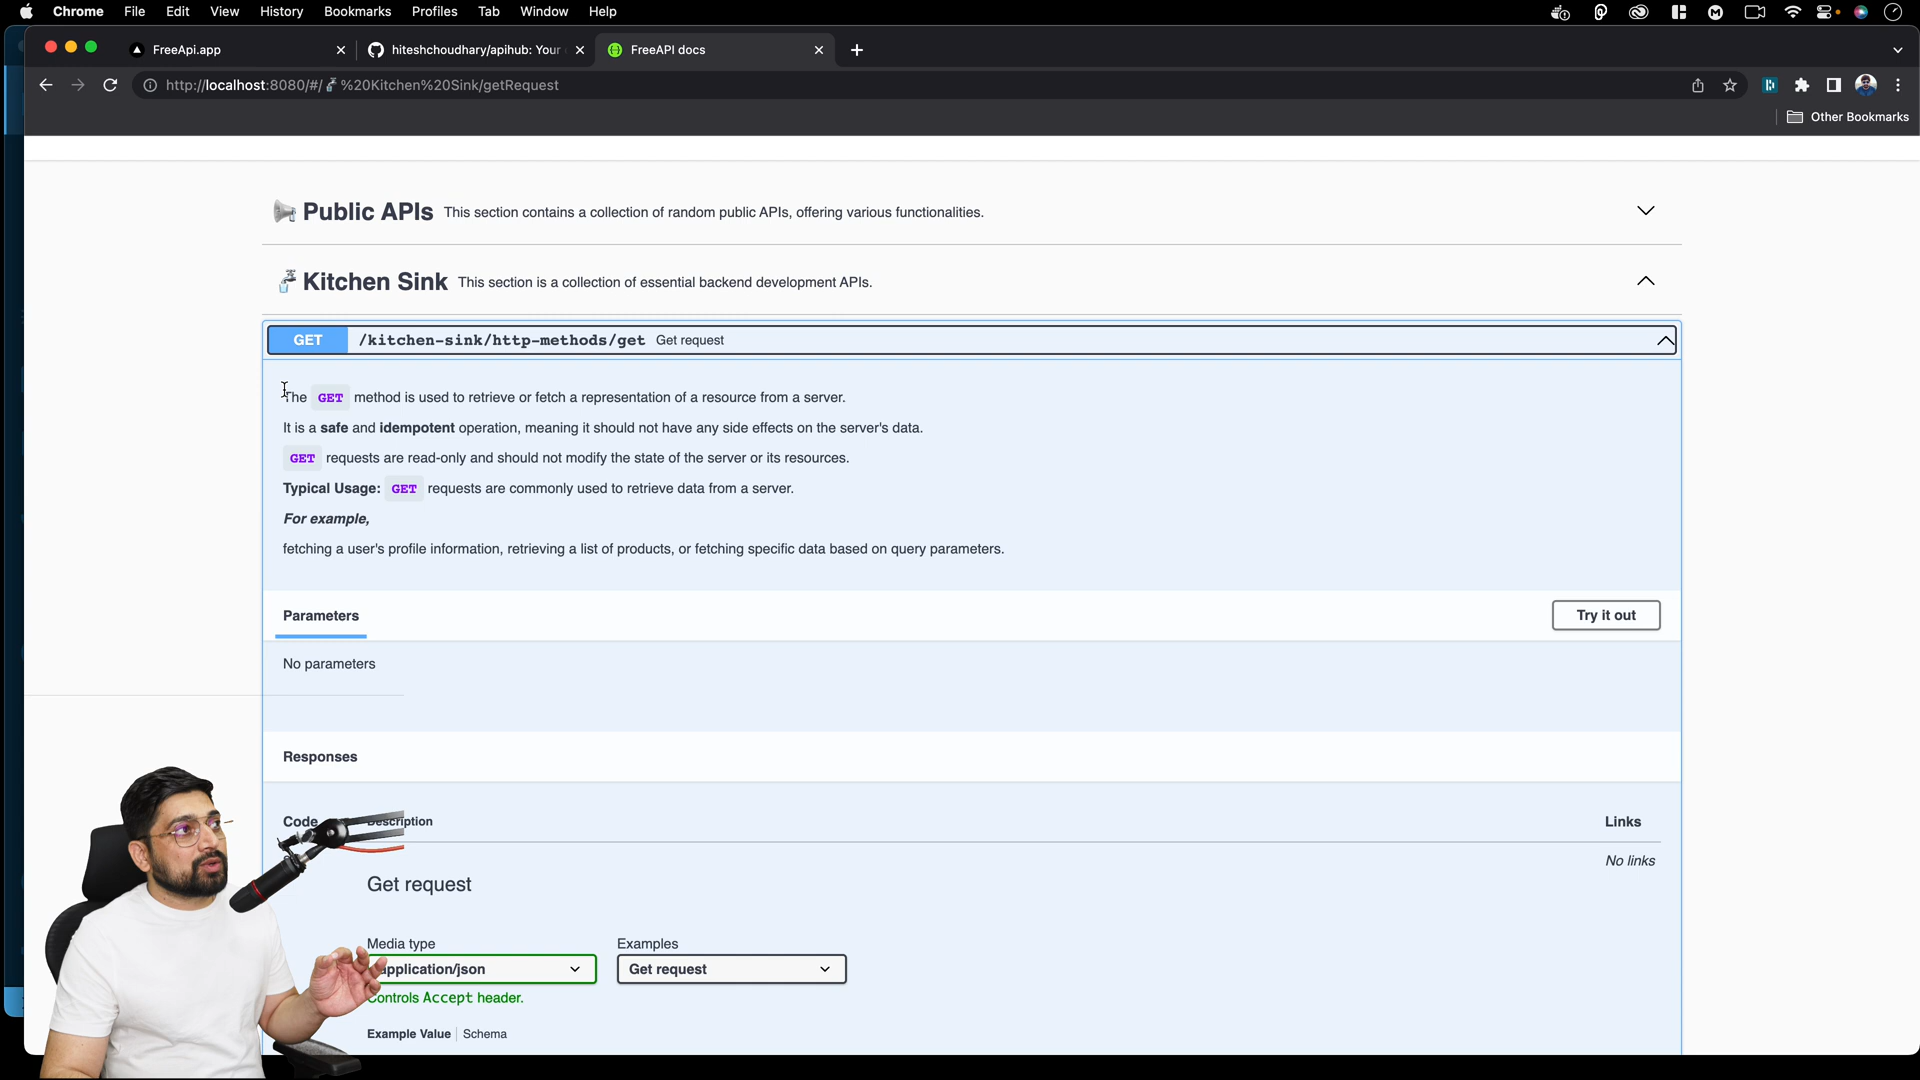 Chrome File Edit View History Bookmarks Profiles Tab Window Help
FreeApi.app
hiteshchoudhary/apihub: Your
FreeAPI docs
http://localhost:8080/#/🚰%20Kitchen%20Sink/getRequest
Other Bookmarks
Public APIs This section contains a collection of random public APIs, offering various functionalities.
Kitchen Sink This section is a collection of essential backend development APIs.
GET /kitchen-sink/http-methods/get Get request
The GET method is used to retrieve or fetch a representation of a resource from a server.
It is a safe and idempotent operation, meaning it should not have any side effects on the server's data.
GET requests are read-only and should not modify the state of the server or its resources.
Typical Usage: GET requests are commonly used to retrieve data from a server.
For example,
fetching a user's profile information, retrieving a list of products, or fetching specific data based on query parameters.
Parameters
Try it out
No parameters
Responses
Code Description Links
No links
Get request
Media type Examples
application/json Get request
Controls Accept header.
Example Value Schema